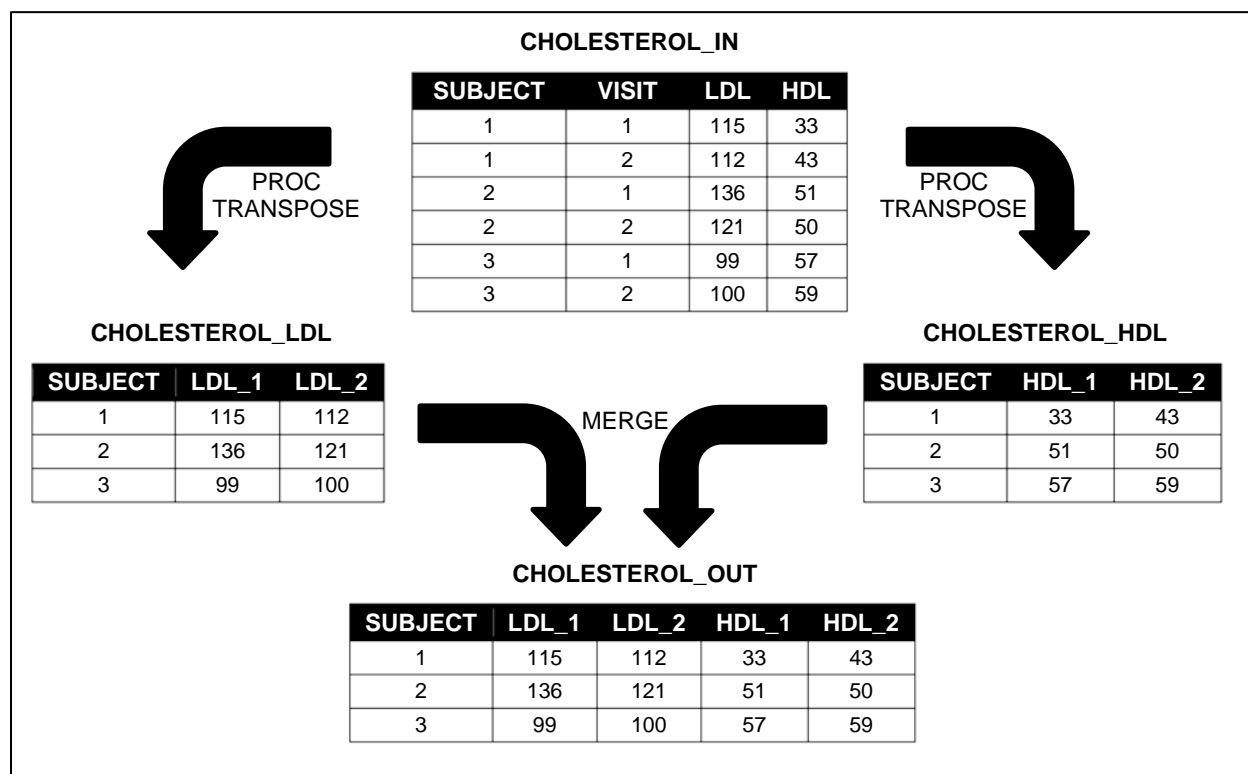 CHOLESTEROL_IN
SUBJECT VISIT LDL HDL
1 1 115 33
1 2 112 43
2 1 136 51
2 2 121 50
3 1 99 57
3 2 100 59
PROC
TRANSPOSE
PROC
TRANSPOSE
CHOLESTEROL_LDL
SUBJECT LDL_1 LDL_2
1 115 112
2 136 121
3 99 100
MERGE
CHOLESTEROL_HDL
SUBJECT HDL_1 HDL_2
1 33 43
2 51 50
3 57 59
CHOLESTEROL_OUT
SUBJECT LDL_1 LDL_2 HDL_1 HDL_2
1 115 112 33 43
2 136 121 51 50
3 99 100 57 59